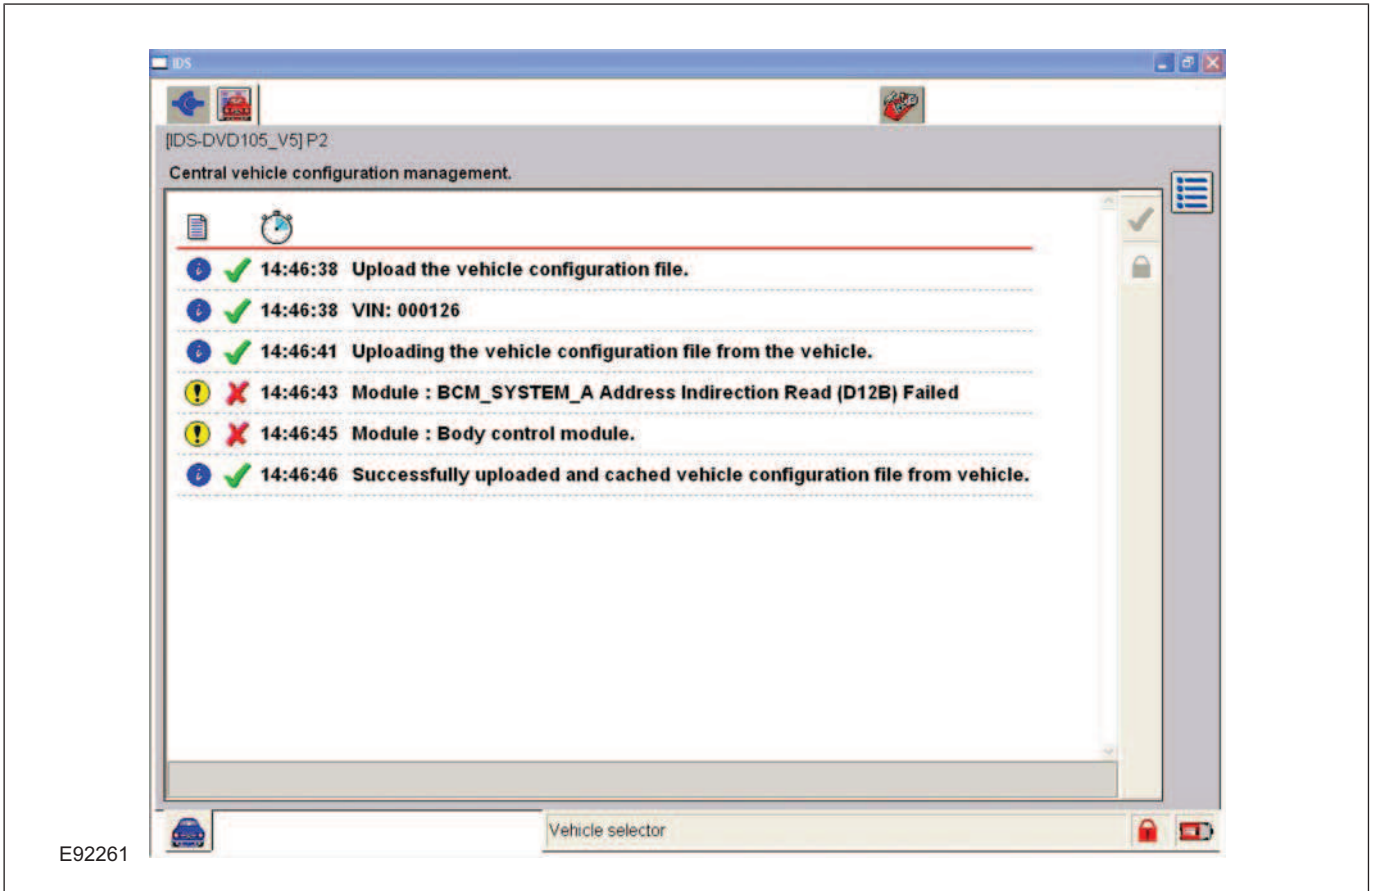 IDS
[IDS-DVD105_V5] P2
Central vehicle configuration management.
14:46:38 Upload the vehicle configuration file.
14:46:38 VIN: 000126
14:46:41 Uploading the vehicle configuration file from the vehicle.
14:46:43 Module : BCM_SYSTEM_A Address Indirection Read (D12B) Failed
14:46:45 Module : Body control module.
14:46:46 Successfully uploaded and cached vehicle configuration file from vehicle.
Vehicle selector
E92261